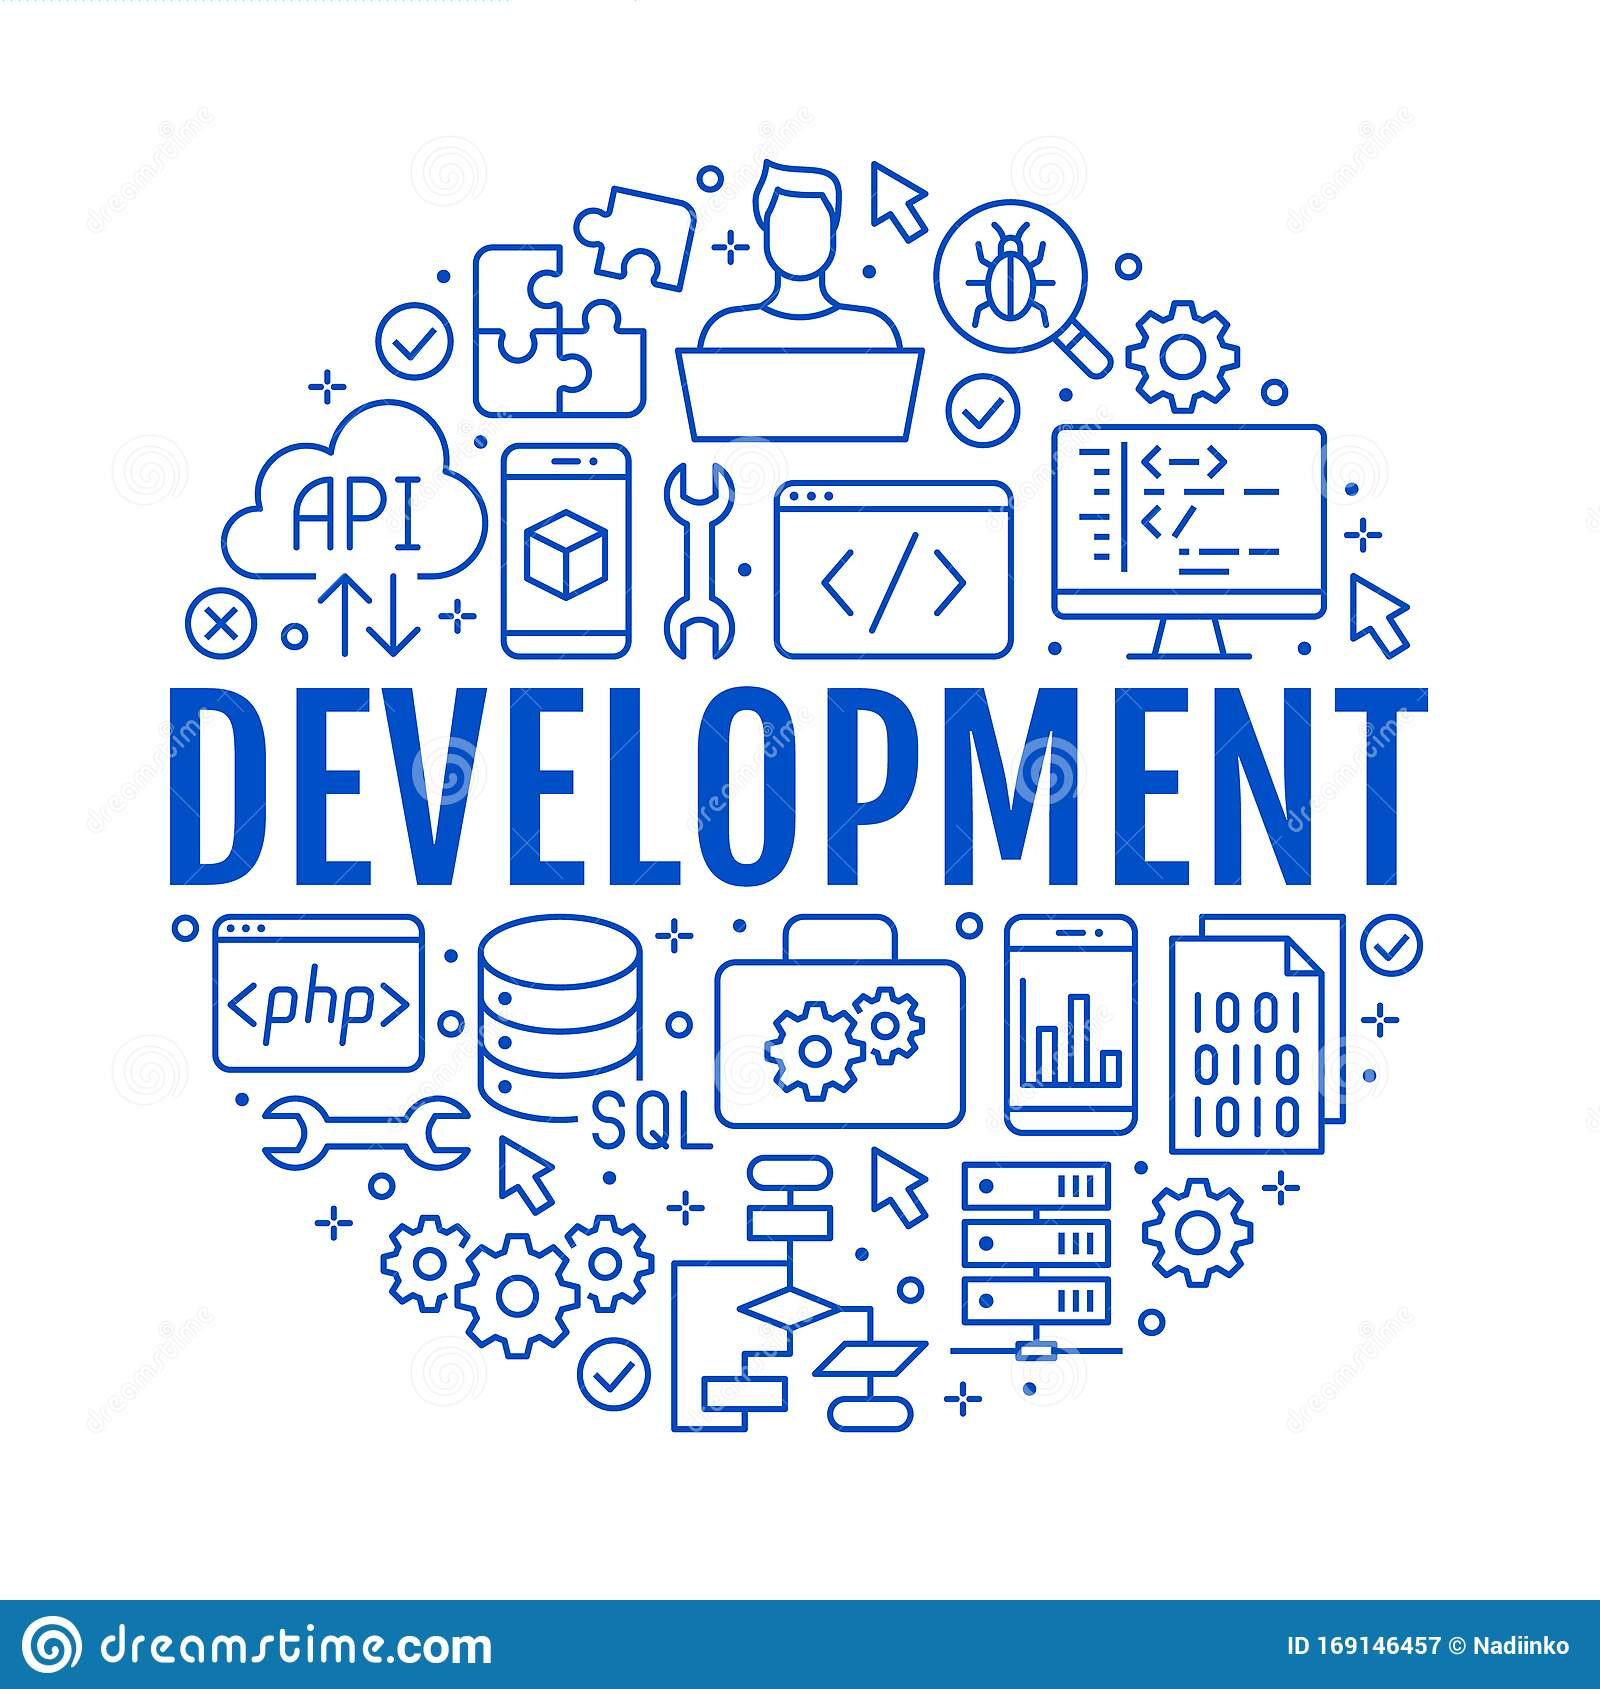 API
<->
</
</>
DEVELOPMENT
<php>
SQL
1001
0110
1010
dreamstime.com
ID 169146457 © Nadiinko